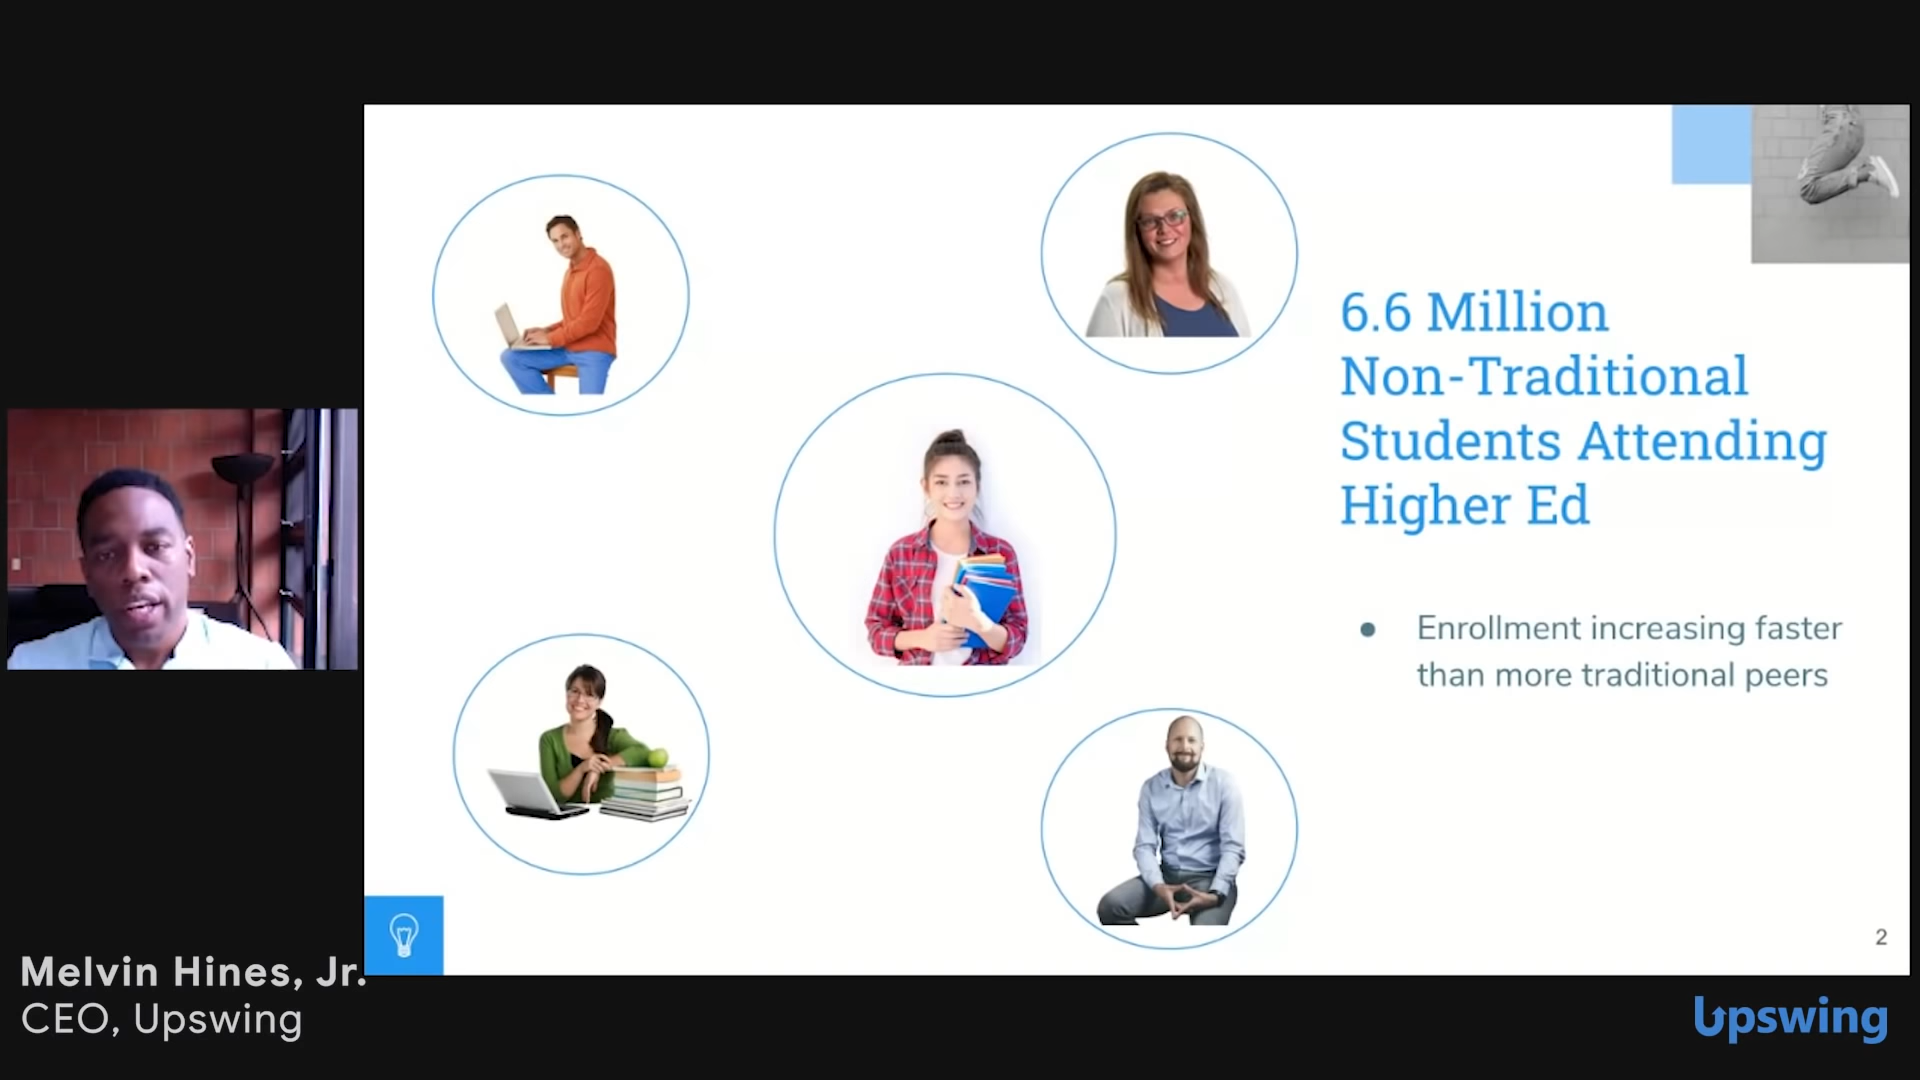 6.6 Million
Non-Traditional
Students Attending
Higher Ed
● Enrollment increasing faster
than more traditional peers
2
Melvin Hines, Jr.
CEO, Upswing
Upswing